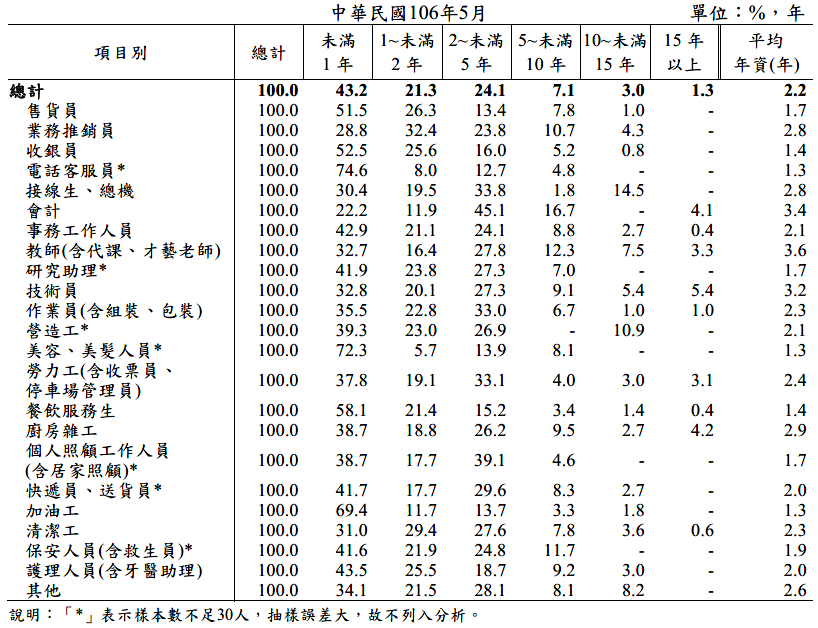 中華民國106年5月 單位：%，年
項目別 總計 未滿1年 1~未滿2年 2~未滿5年 5~未滿10年 10~未滿15年 15年以上 平均年資(年)
總計 100.0 43.2 21.3 24.1 7.1 3.0 1.3 2.2
售貨員 100.0 51.5 26.3 13.4 7.8 1.0 - 1.7
業務推銷員 100.0 28.8 32.4 23.8 10.7 4.3 - 2.8
收銀員 100.0 52.5 25.6 16.0 5.2 0.8 - 1.4
電話客服員* 100.0 74.6 8.0 12.7 4.8 - - 1.3
接線生、總機 100.0 30.4 19.5 33.8 1.8 14.5 - 2.8
會計 100.0 22.2 11.9 45.1 16.7 - 4.1 3.4
事務工作人員 100.0 42.9 21.1 24.1 8.8 2.7 0.4 2.1
教師(含代課、才藝老師) 100.0 32.7 16.4 27.8 12.3 7.5 3.3 3.6
研究助理* 100.0 41.9 23.8 27.3 7.0 - - 1.7
技術員 100.0 32.8 20.1 27.3 9.1 5.4 5.4 3.2
作業員(含組裝、包裝) 100.0 35.5 22.8 33.0 6.7 1.0 1.0 2.3
營造工* 100.0 39.3 23.0 26.9 - 10.9 - 2.1
美容、美髮人員* 100.0 72.3 5.7 13.9 8.1 - - 1.3
勞力工(含收票員、
停車場管理員) 100.0 37.8 19.1 33.1 4.0 3.0 3.1 2.4
餐飲服務生 100.0 58.1 21.4 15.2 3.4 1.4 0.4 1.4
廚房雜工 100.0 38.7 18.8 26.2 9.5 2.7 4.2 2.9
個人照顧工作人員
(含居家照顧)* 100.0 38.7 17.7 39.1 4.6 - - 1.7
快遞員、送貨員* 100.0 41.7 17.7 29.6 8.3 2.7 - 2.0
加油工 100.0 69.4 11.7 13.7 3.3 1.8 - 1.3
清潔工 100.0 31.0 29.4 27.6 7.8 3.6 0.6 2.3
保安人員(含救生員)* 100.0 41.6 21.9 24.8 11.7 - - 1.9
護理人員(含牙醫助理) 100.0 43.5 25.5 18.7 9.2 3.0 - 2.0
其他 100.0 34.1 21.5 28.1 8.1 8.2 - 2.6
說明：「*」表示樣本數不足30人，抽樣誤差大，故不列入分析。